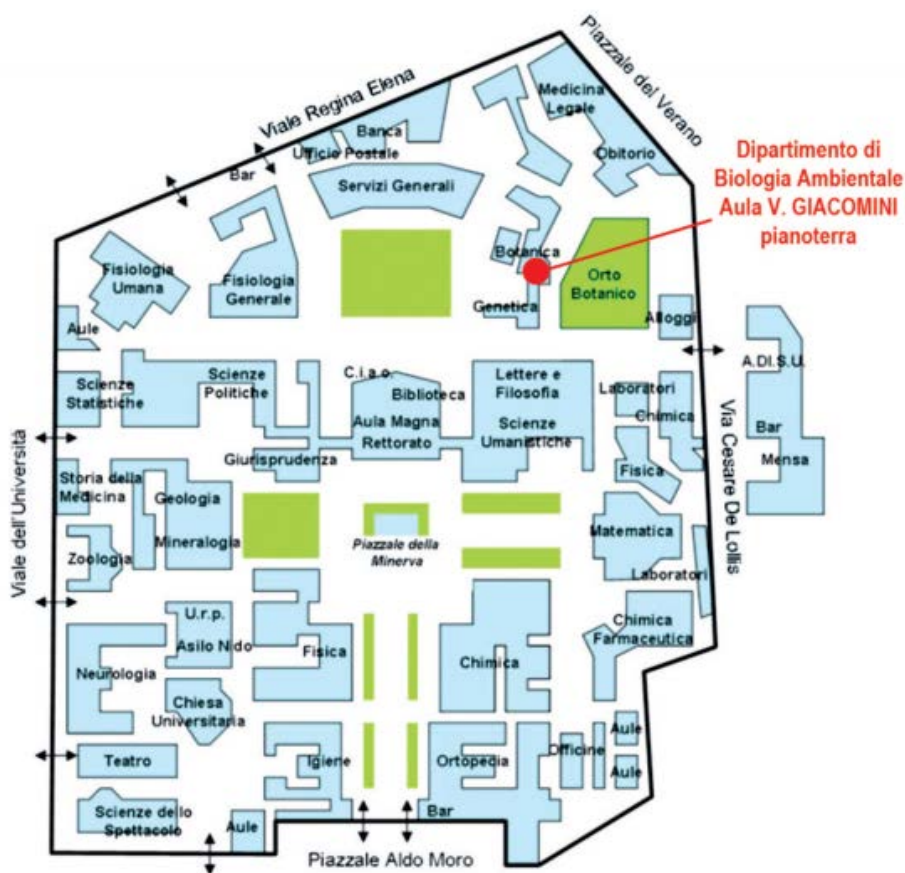 Piazzale del Verano
Viale Regina Elena
Medicina
Legale
Banca
Ufficio Postale
Obitorio
Bar
Servizi Generali
Dipartimento di
Biologia Ambientale
Aula V. GIACOMINI
pianoterra
Botanica
Fisiologia
Umana
Fisiologia
Generale
Orto
Botanico
Genetica
Alloggi
Aule
A.DI.S.U.
C.i.a.o.
Lettere e
Filosofia
Scienze
Statistiche
Scienze
Politiche
Biblioteca
Laboratori
Chimica
Aula Magna
Rettorato
Scienze
Umanistiche
Bar
Mensa
Via Cesare De Lollis
Viale dell'Università
Giurisprudenza
Fisica
Storia della
Medicina
Geologia
Mineralogia
Matematica
Piazzale della
Minerva
Zoologia
Laboratori
U.r.p.
Asilo Nido
Chimica
Farmaceutica
Fisica
Chimica
Neurologia
Chiesa
Universitaria
Aule
Officine
Teatro
Igiene
Ortopecia
Aule
Scienze dello
Spettacolo
Aule
Bar
Piazzale Aldo Moro